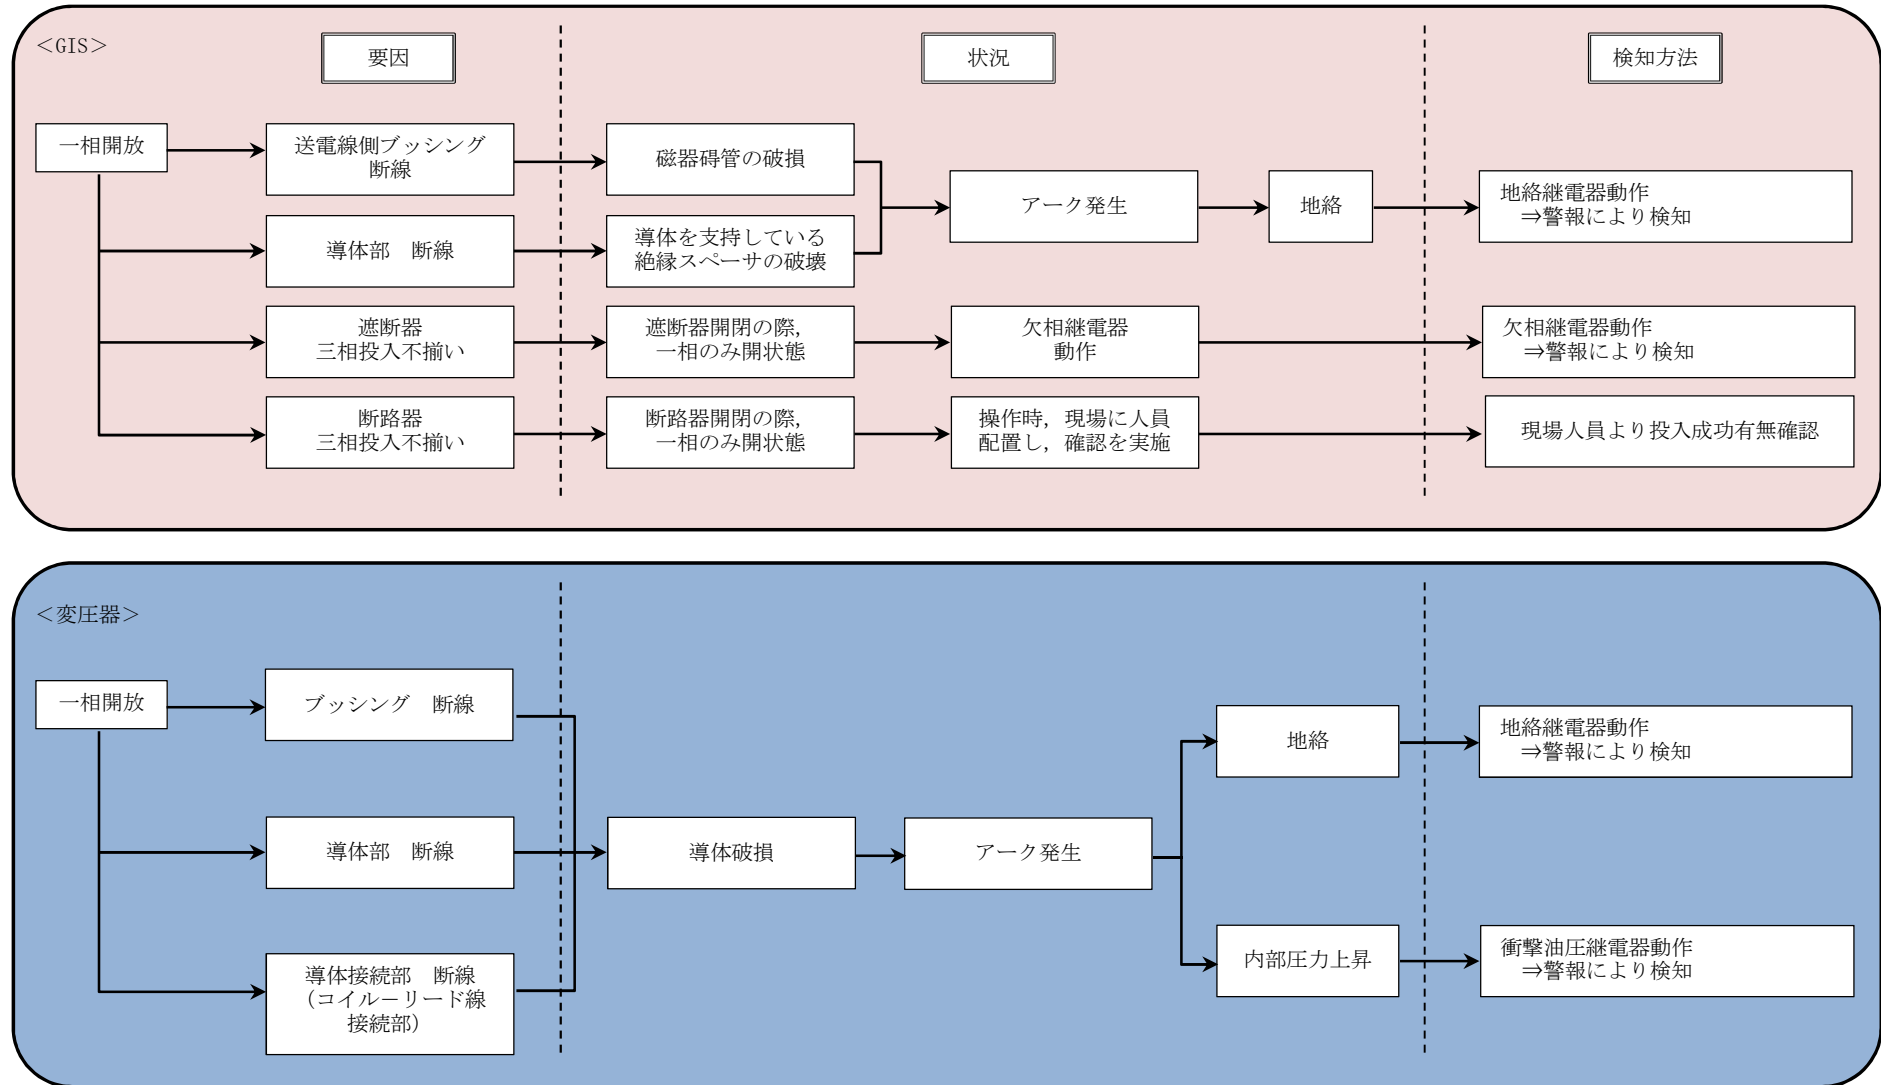 ＜GIS＞
要因
状況
検知方法
一相開放
送電線側ブッシング
断線
磁器碍管の破損
アーク発生
地絡
地絡継電器動作
⇒警報により検知
導体部　断線
導体を支持している
絶縁スペーサの破壊
遮断器
三相投入不揃い
遮断器開閉の際，
一相のみ開状態
欠相継電器
動作
欠相継電器動作
⇒警報により検知
断路器
三相投入不揃い
断路器開閉の際，
一相のみ開状態
操作時，現場に人員
配置し，確認を実施
現場人員より投入成功有無確認
＜変圧器＞
一相開放
ブッシング　断線
導体部　断線
導体接続部　断線
（コイル－リード線
接続部）
導体破損
アーク発生
地絡
地絡継電器動作
⇒警報により検知
内部圧力上昇
衝撃油圧継電器動作
⇒警報により検知